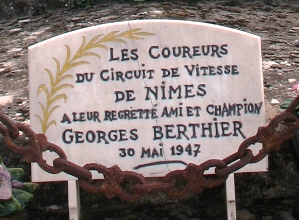 LES COUREURS
DU CIRCUIT DE VITESSE
DE NIMES
A LEUR REGRETTÉ AMI ET CHAMPION
GEORGES BERTHIER
30 MAI 1947